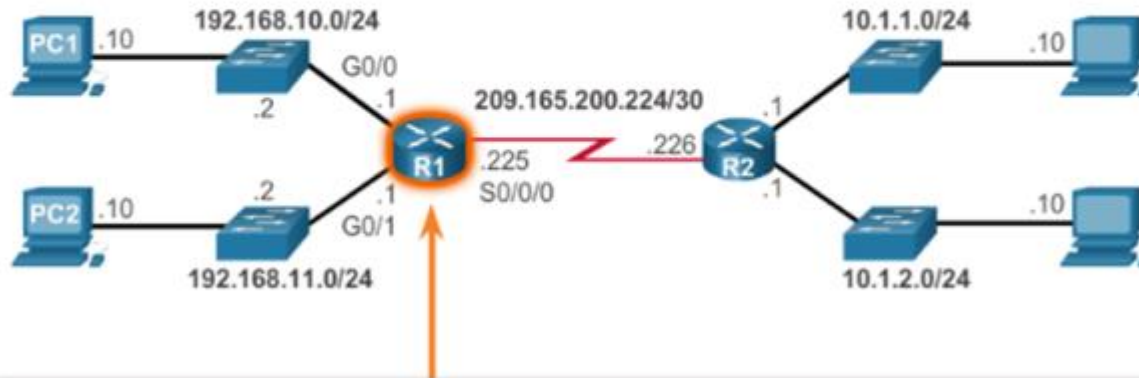 192.168.10.0/24
10.1.1.0/24
PC1
.10
G0/0
.10
.2
.1
209.165.200.224/30
.1
R1
.225
.226
R2
S0/0/0
PC2
.10
.2
.1
G0/1
.1
.10
192.168.11.0/24
10.1.2.0/24